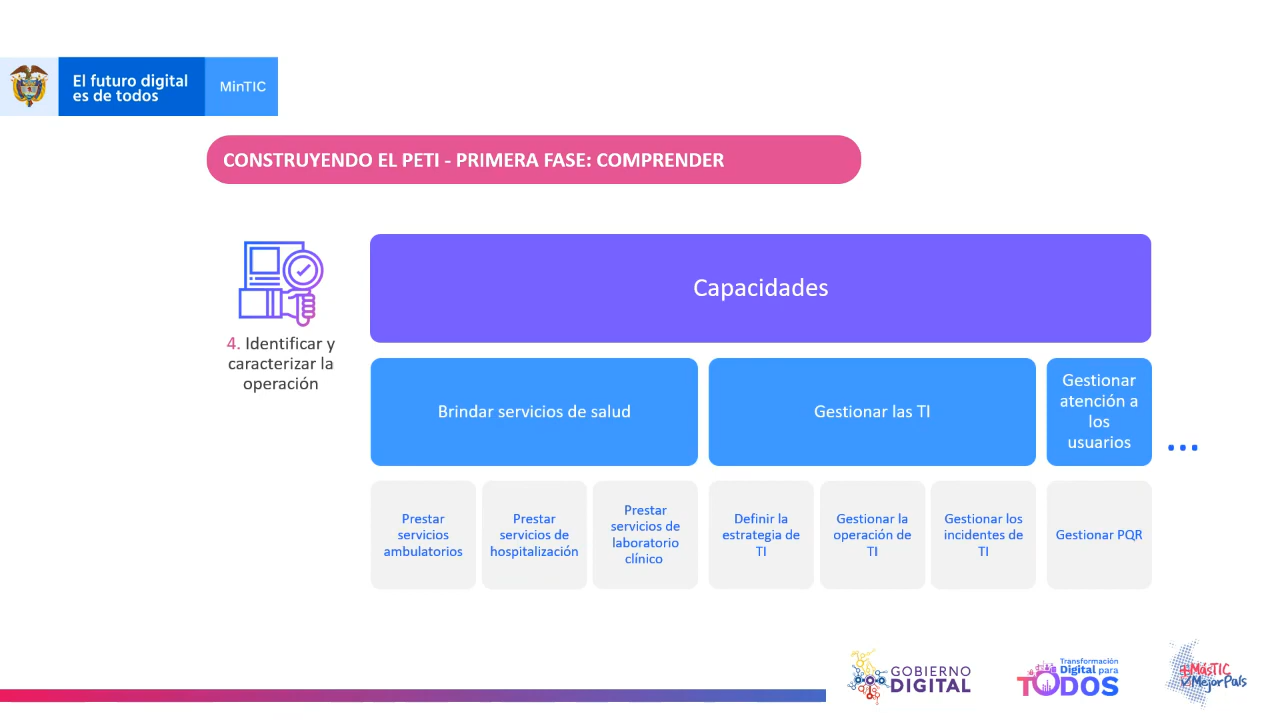 El futuro digital
es de todos
MinTIC
CONSTRUYENDO EL PETI - PRIMERA FASE: COMPRENDER
4. Identificar y
caracterizar la
operación
Capacidades
Brindar servicios de salud
Gestionar las TI
Gestionar
atención a
los
usuarios
...
Prestar
servicios
ambulatorios
Prestar
servicios de
hospitalización
Prestar
servicios de
laboratorio
clínico
Definir la
estrategia de
TI
Gestionar la
operación de
TI
Gestionar los
incidentes de
TI
Gestionar PQR
GOBIERNO
DIGITAL
Transformación
Digital para
TODOS
+MásTIC
MejorPaís